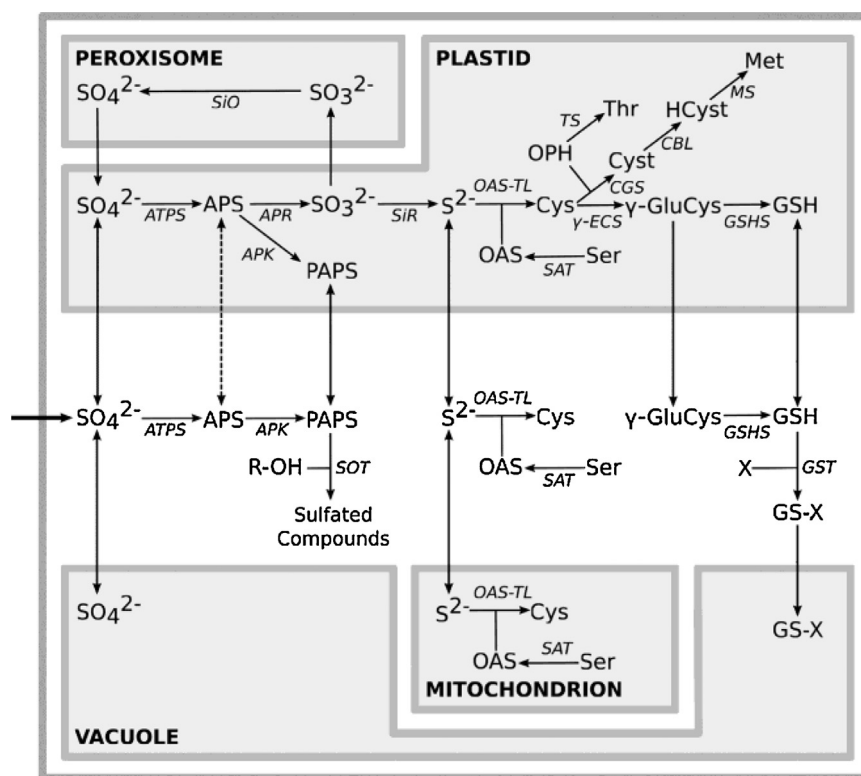 PEROXISOME
SO4 2- SiO SO3 2-
PLASTID
Met
MS
HCyst
CBL
Thr
TS
OPH
Cyst
CGS
SO4 2- ATPS APS APR SO3 2- SiR S2- OAS-TL Cys γ-ECS γ-GluCys GSHS GSH
APK
PAPS
OAS SAT Ser
SO4 2- ATPS APS APK PAPS
S2- OAS-TL Cys
γ-GluCys GSHS GSH
R-OH SOT
OAS SAT Ser
X GST
Sulfated
Compounds
GS-X
SO4 2-
S2- OAS-TL Cys
GS-X
OAS SAT Ser
MITOCHONDRION
VACUOLE